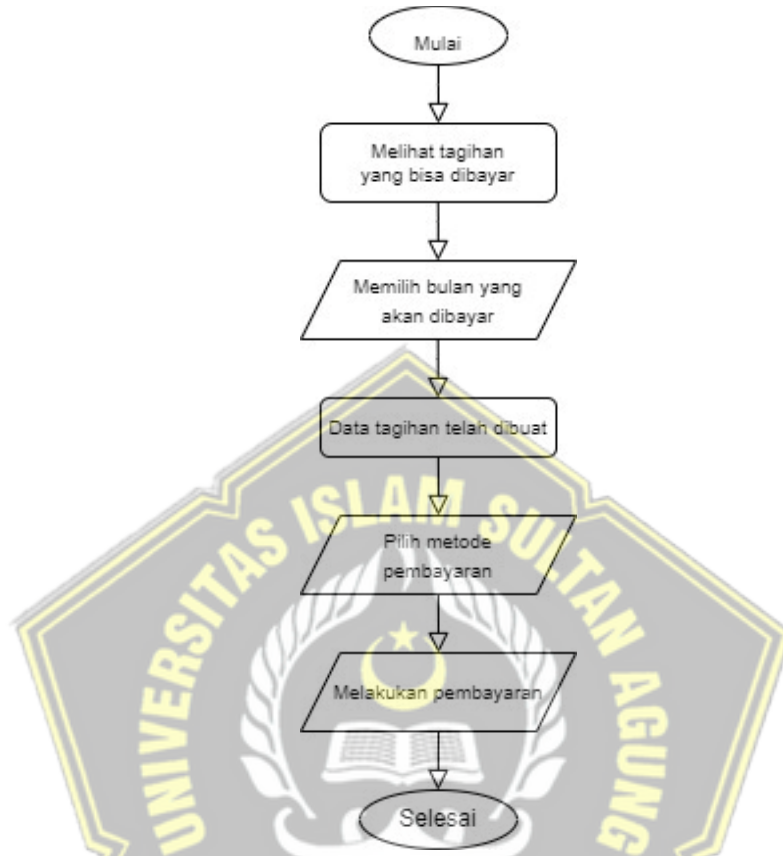 Mulai
Melihat tagihan
yang bisa dibayar
Memilih bulan yang
akan dibayar
Data tagihan telah dibuat
Pilih metode
pembayaran
Melakukan pembayaran
Selesai
UNIVERSITAS ISLAM SULTAN AGUNG